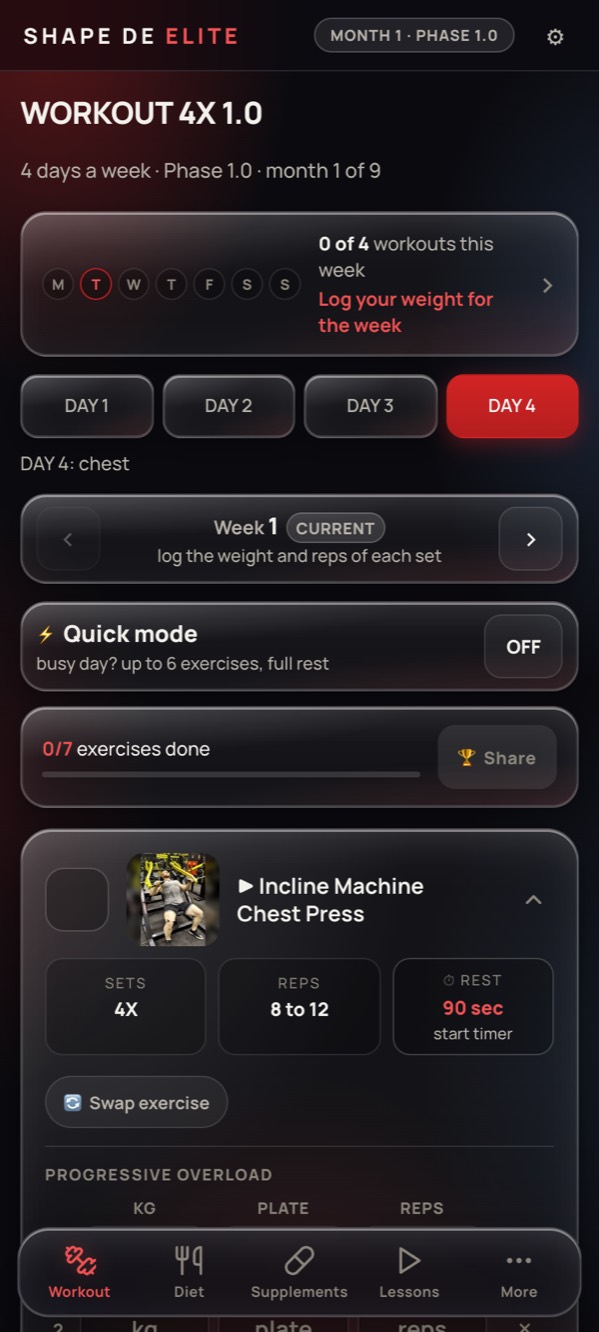 SHAPE DE ELITE
MONTH 1 · PHASE 1.0
WORKOUT 4X 1.0
4 days a week · Phase 1.0 · month 1 of 9
M T W T F S S
0 of 4 workouts this
week
Log your weight for
the week
DAY 1
DAY 2
DAY 3
DAY 4
DAY 4: chest
Week 1 CURRENT
log the weight and reps of each set
Quick mode
busy day? up to 6 exercises, full rest
OFF
0/7 exercises done
Share
Incline Machine
Chest Press
SETS
4X
REPS
8 to 12
REST
90 sec
start timer
Swap exercise
PROGRESSIVE OVERLOAD
KG PLATE REPS
Workout
Diet
Supplements
Lessons
More
2 kg plate reps